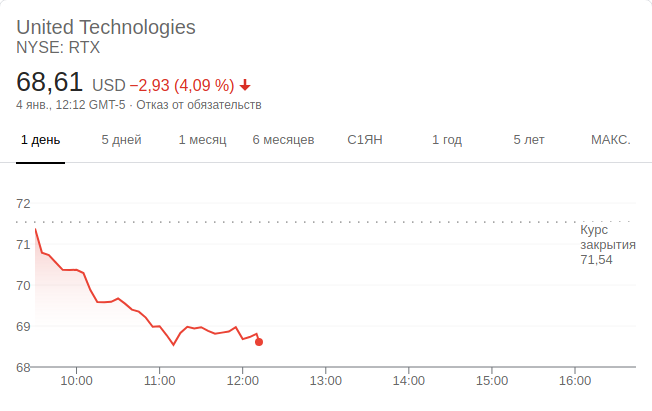 United Technologies
NYSE: RTX
68,61 USD −2,93 (4,09 %)
4 янв., 12:12 GMT-5 · Отказ от обязательств
1 день 5 дней 1 месяц 6 месяцев С1ЯН 1 год 5 лет МАКС.
72
Курс
закрытия
71,54
71
70
69
68
10:00 11:00 12:00 13:00 14:00 15:00 16:00